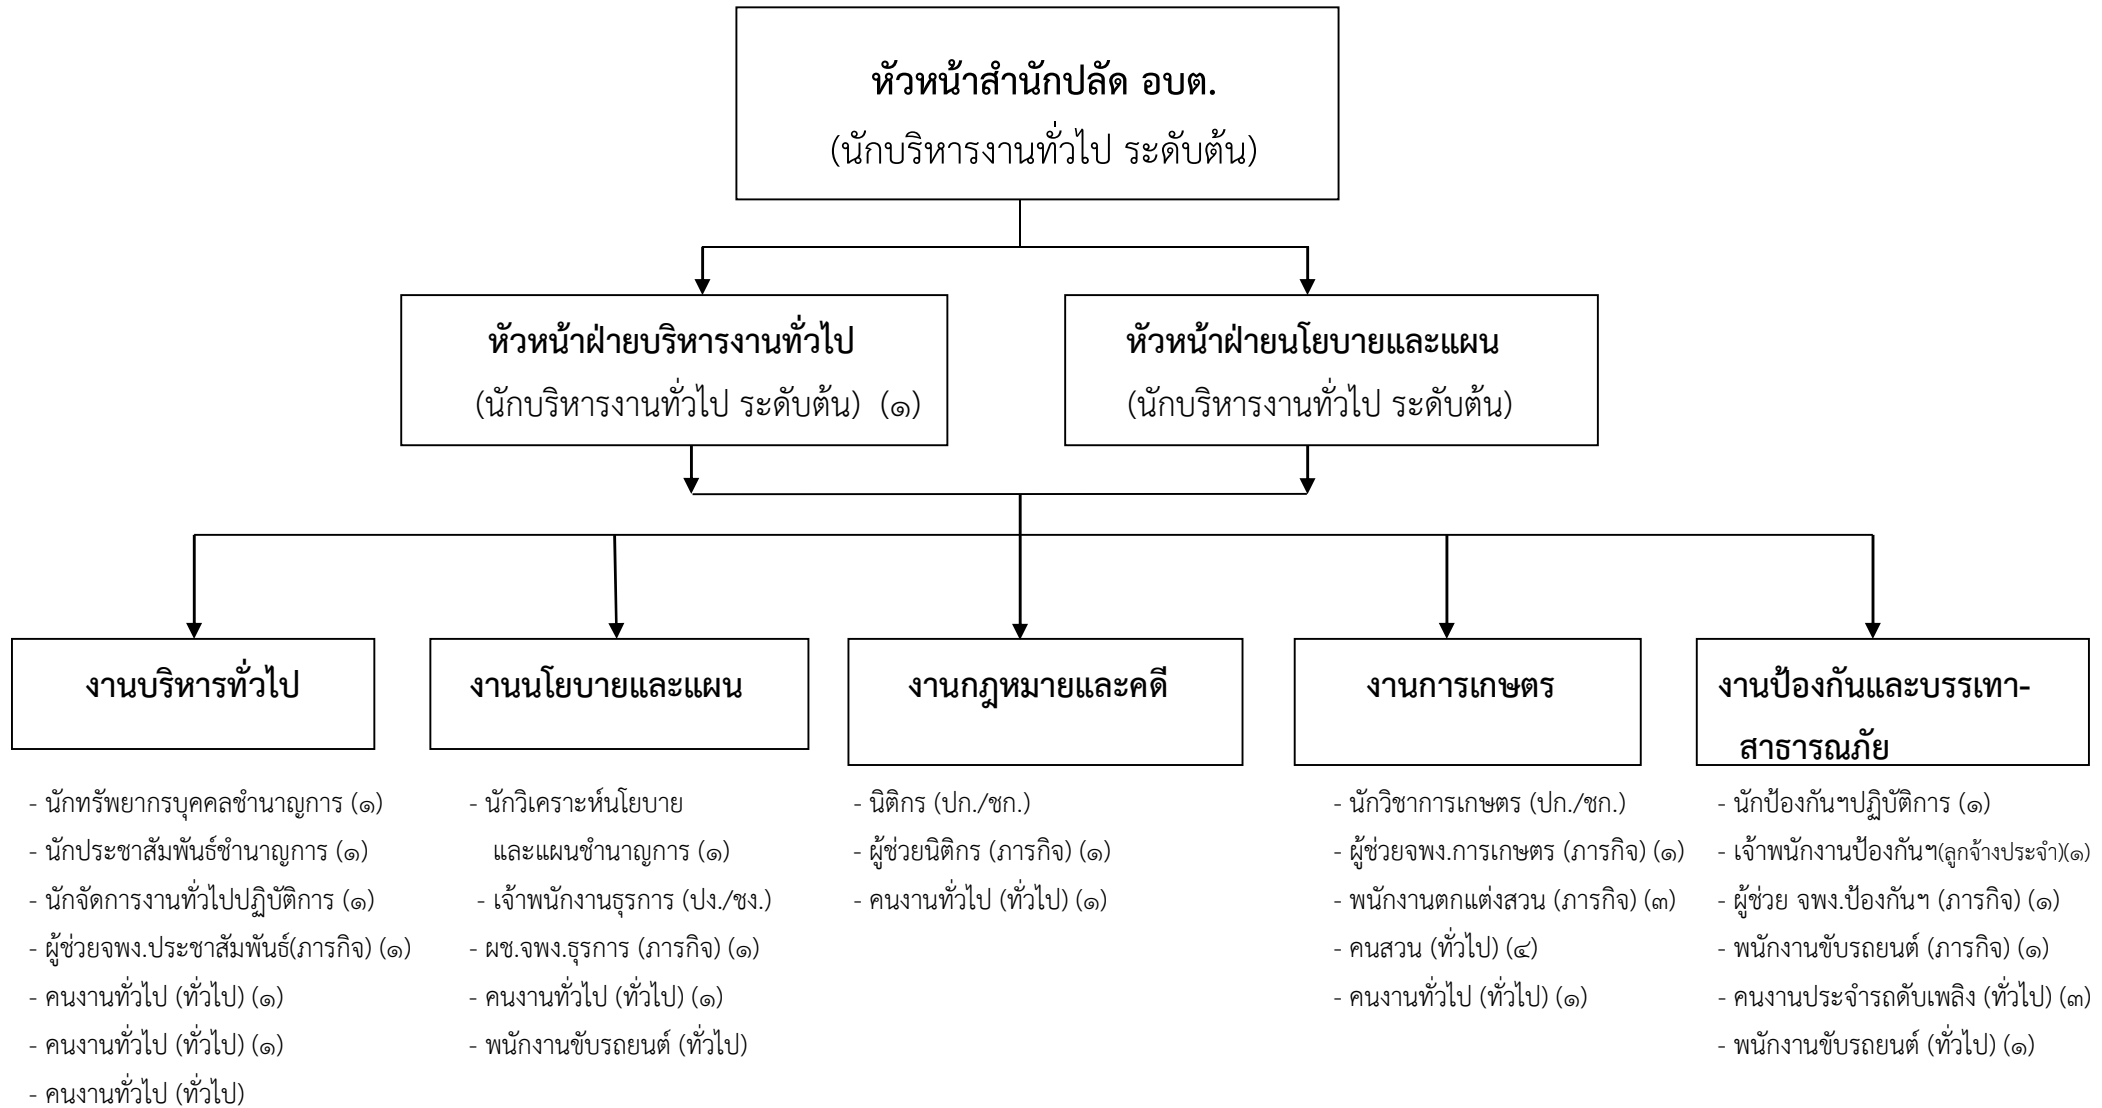 หัวหน้าสำนักปลัด อบต.
(นักบริหารงานทั่วไป ระดับต้น)
หัวหน้าฝ่ายบริหารงานทั่วไป
(นักบริหารงานทั่วไป ระดับต้น) (๑)
หัวหน้าฝ่ายนโยบายและแผน
(นักบริหารงานทั่วไป ระดับต้น)
งานบริหารทั่วไป
- นักทรัพยากรบุคคลชำนาญการ (๑)
- นักประชาสัมพันธ์ชำนาญการ (๑)
- นักจัดการงานทั่วไปปฏิบัติการ (๑)
- ผู้ช่วยจพง.ประชาสัมพันธ์(ภารกิจ) (๑)
- คนงานทั่วไป (ทั่วไป) (๑)
- คนงานทั่วไป (ทั่วไป) (๑)
- คนงานทั่วไป (ทั่วไป)
งานนโยบายและแผน
- นักวิเคราะห์นโยบาย
และแผนชำนาญการ (๑)
- เจ้าพนักงานธุรการ (ปง./ชง.)
- ผช.จพง.ธุรการ (ภารกิจ) (๑)
- คนงานทั่วไป (ทั่วไป) (๑)
- พนักงานขับรถยนต์ (ทั่วไป)
งานกฎหมายและคดี
- นิติกร (ปก./ชก.)
- ผู้ช่วยนิติกร (ภารกิจ) (๑)
- คนงานทั่วไป (ทั่วไป) (๑)
งานการเกษตร
- นักวิชาการเกษตร (ปก./ชก.)
- ผู้ช่วยจพง.การเกษตร (ภารกิจ) (๑)
- พนักงานตกแต่งสวน (ภารกิจ) (๓)
- คนสวน (ทั่วไป) (๔)
- คนงานทั่วไป (ทั่วไป) (๑)
งานป้องกันและบรรเทา-
สาธารณภัย
- นักป้องกันฯปฏิบัติการ (๑)
- เจ้าพนักงานป้องกันฯ(ลูกจ้างประจำ)(๑)
- ผู้ช่วย จพง.ป้องกันฯ (ภารกิจ) (๑)
- พนักงานขับรถยนต์ (ภารกิจ) (๑)
- คนงานประจำรถดับเพลิง (ทั่วไป) (๓)
- พนักงานขับรถยนต์ (ทั่วไป) (๑)